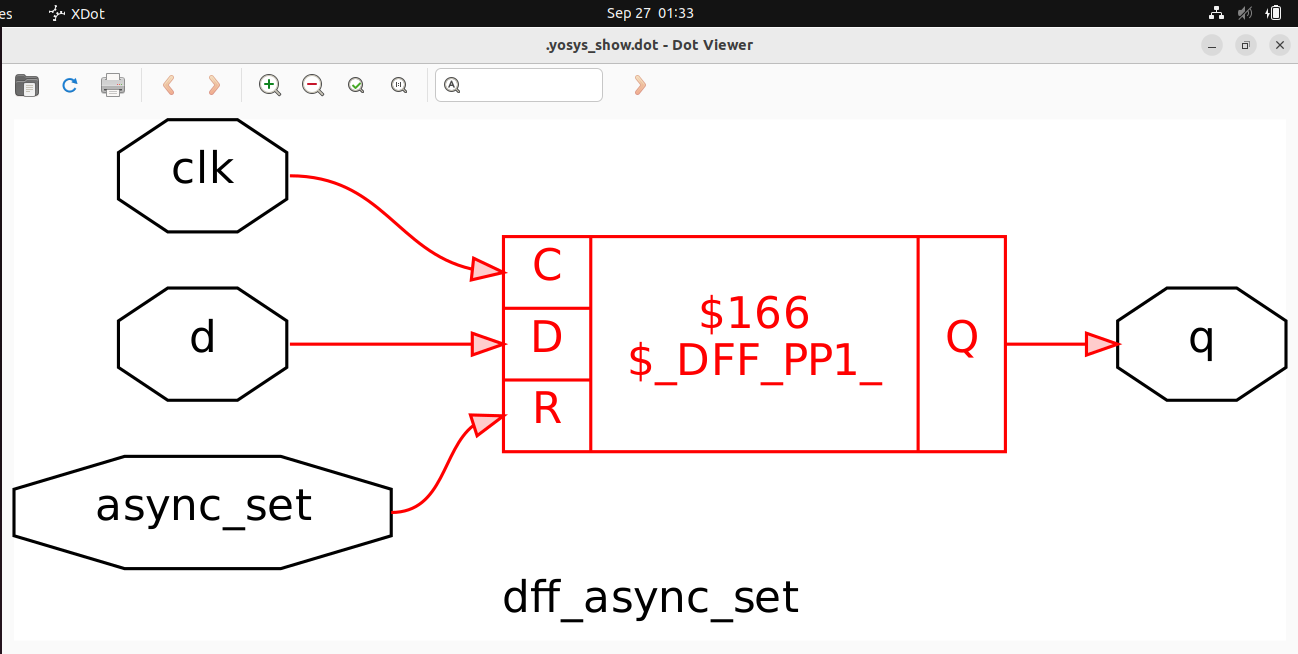 es XDot Sep 27 01:33
.yosys_show.dot - Dot Viewer
A
clk
d
async_set
C
D
R
$166
$_DFF_PP1_
Q
q
dff_async_set